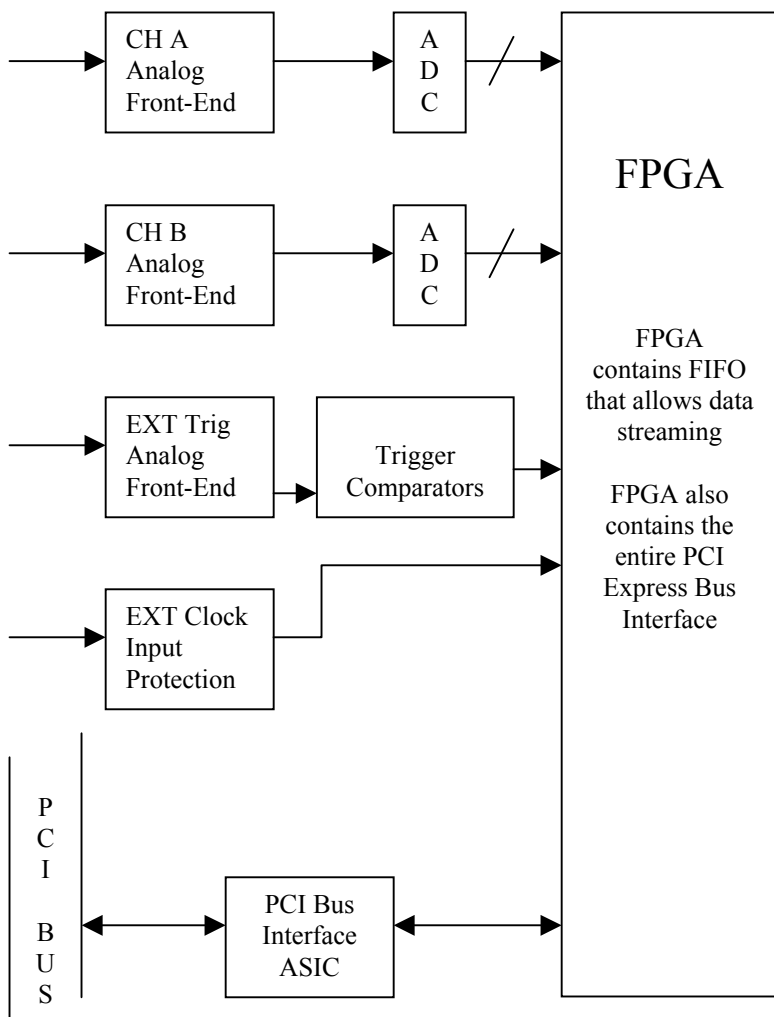 CH A
Analog
Front-End
A
D
C
FPGA
CH B
Analog
Front-End
A
D
C
FPGA
contains FIFO
that allows data
streaming
EXT Trig
Analog
Front-End
Trigger
Comparators
FPGA also
contains the
entire PCI
Express Bus
Interface
EXT Clock
Input
Protection
P
C
I
B
U
S
PCI Bus
Interface
ASIC